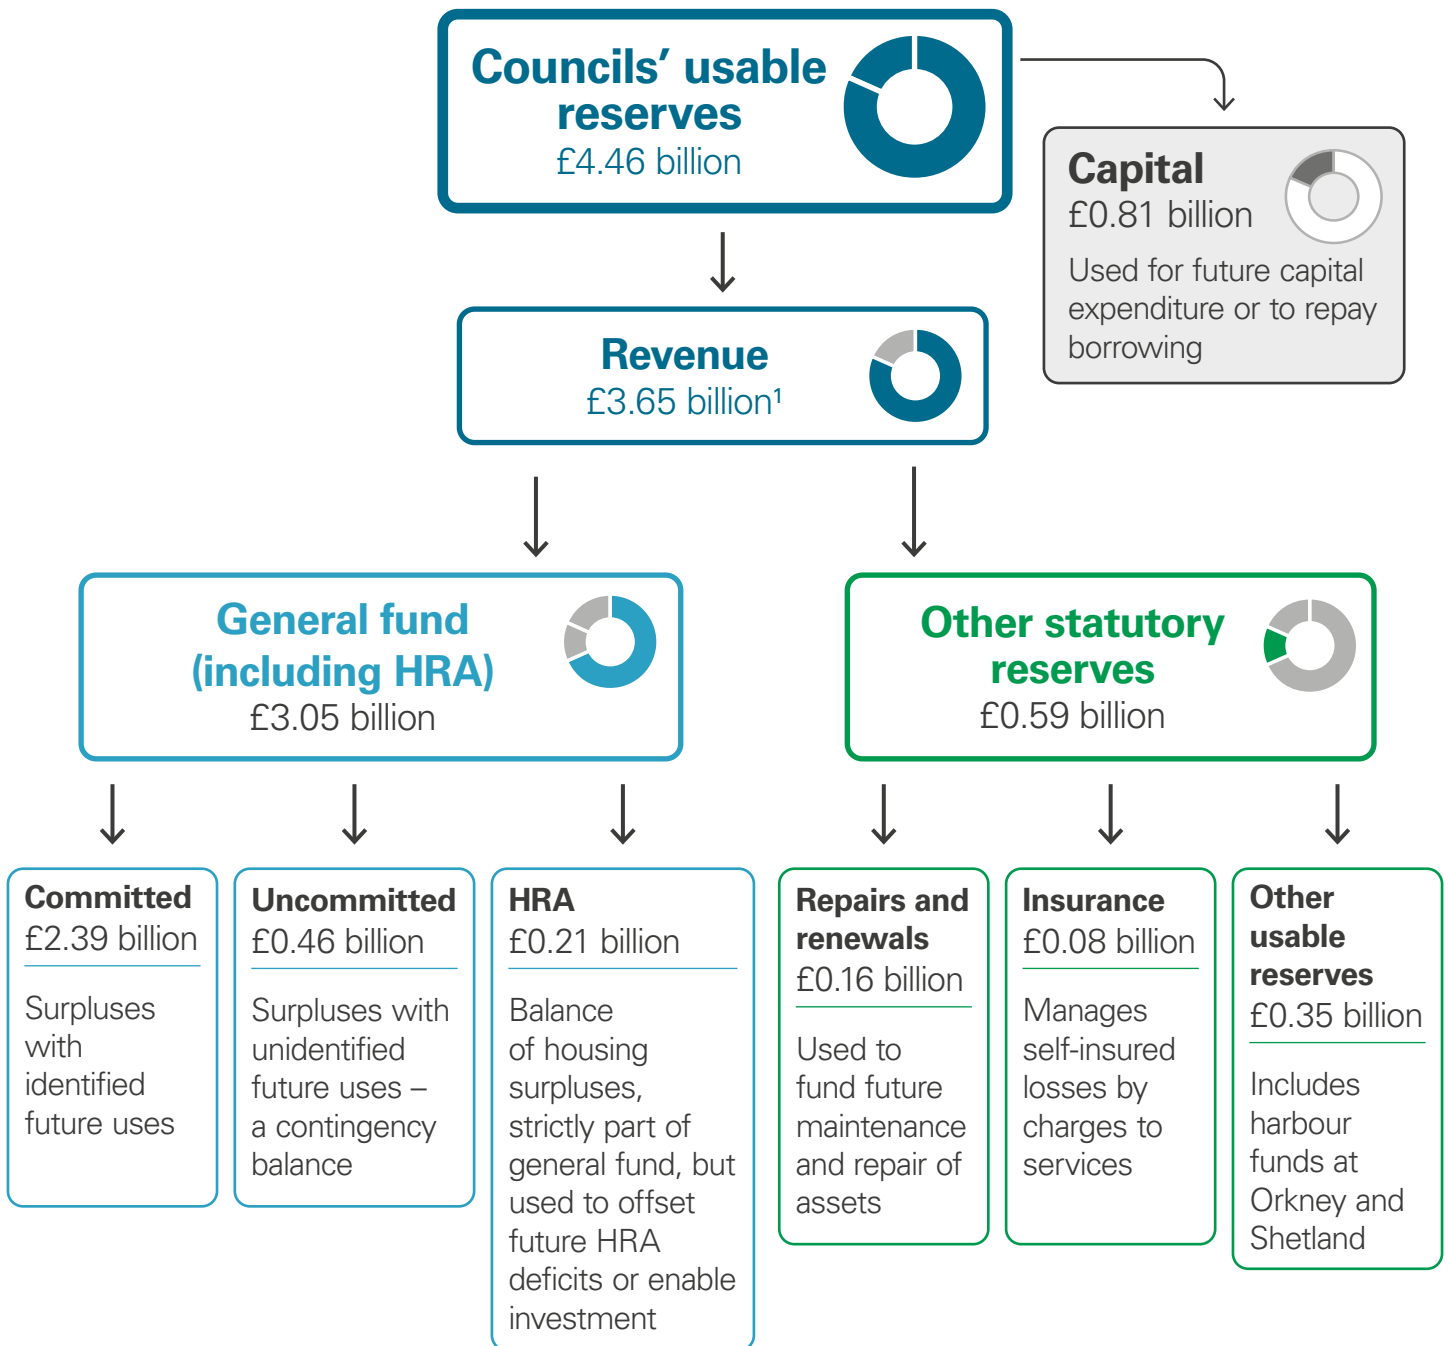 Councils’ usable
reserves
£4.46 billion
Capital
£0.81 billion
Used for future capital
expenditure or to repay
borrowing
Revenue
£3.65 billion¹
General fund
(including HRA)
£3.05 billion
Other statutory
reserves
£0.59 billion
Committed
£2.39 billion
Surpluses
with
identified
future uses
Uncommitted
£0.46 billion
Surpluses with
unidentified
future uses –
a contingency
balance
HRA
£0.21 billion
Balance
of housing
surpluses,
strictly part of
general fund, but
used to offset
future HRA
deficits or enable
investment
Repairs and
renewals
£0.16 billion
Used to
fund future
maintenance
and repair of
assets
Insurance
£0.08 billion
Manages
self-insured
losses by
charges to
services
Other
usable
reserves
£0.35 billion
Includes
harbour
funds at
Orkney and
Shetland